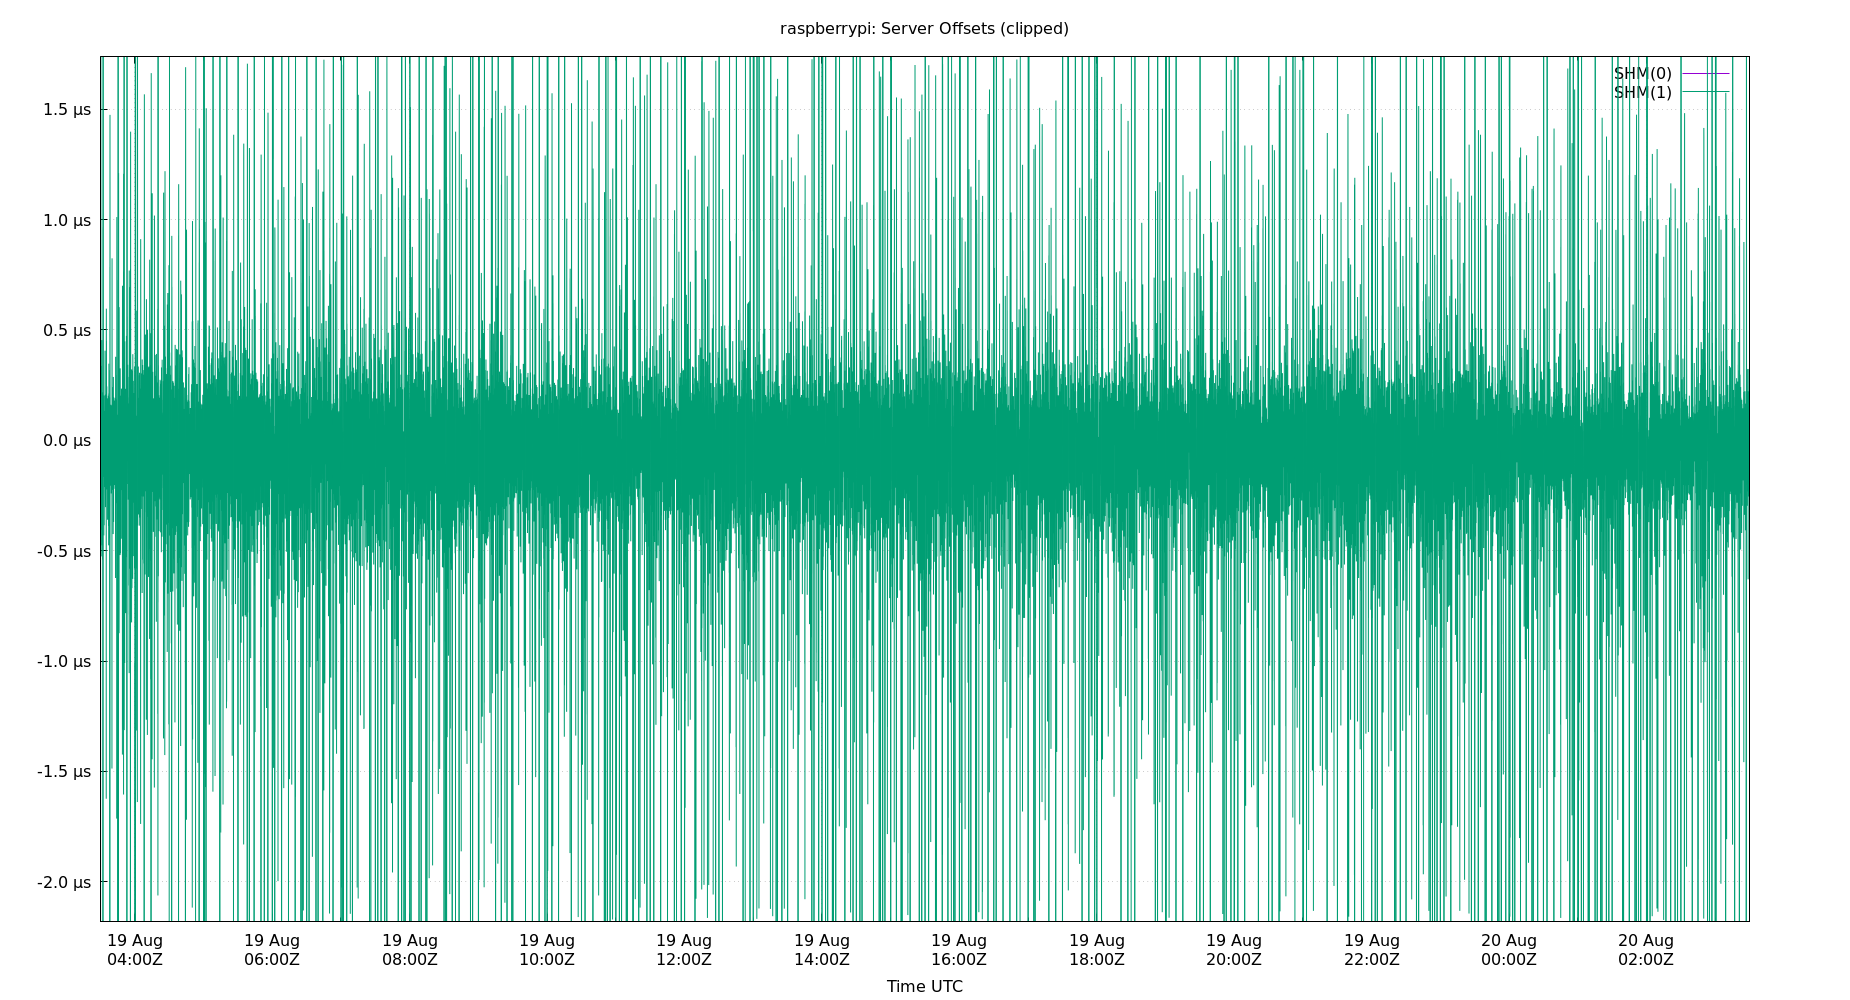 raspberrypi: Server Offsets (clipped)
SHM(0)
SHM(1)
1.5 µs
1.0 µs
0.5 µs
0.0 µs
-0.5 µs
-1.0 µs
-1.5 µs
-2.0 µs
19 Aug 19 Aug 19 Aug 19 Aug 19 Aug 19 Aug 19 Aug 19 Aug 19 Aug 19 Aug 20 Aug 20 Aug
04:00Z 06:00Z 08:00Z 10:00Z 12:00Z 14:00Z 16:00Z 18:00Z 20:00Z 22:00Z 00:00Z 02:00Z
Time UTC